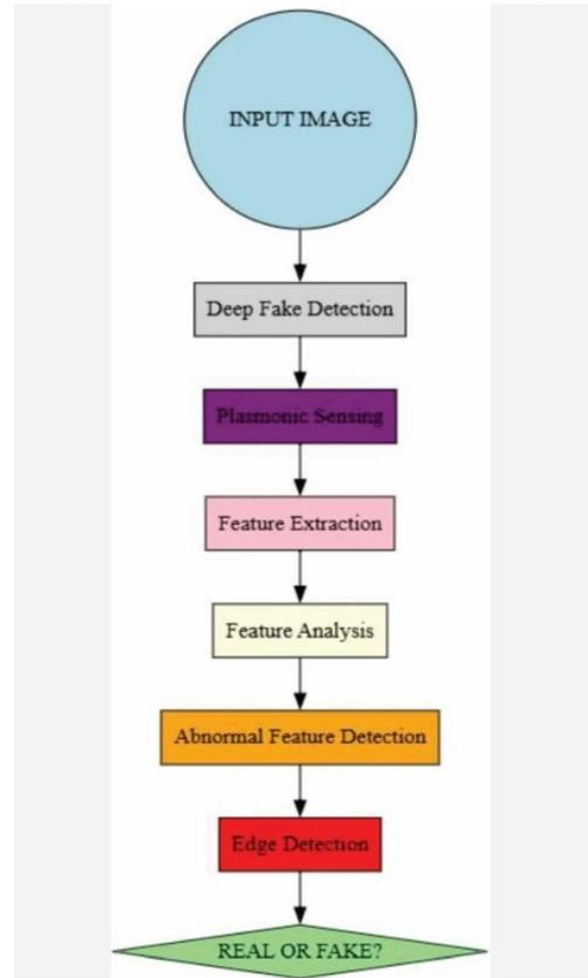 INPUT IMAGE
Deep Fake Detection
Plasmonic Sensing
Feature Extraction
Feature Analysis
Abnormal Feature Detection
Edge Detection
REAL OR FAKE?